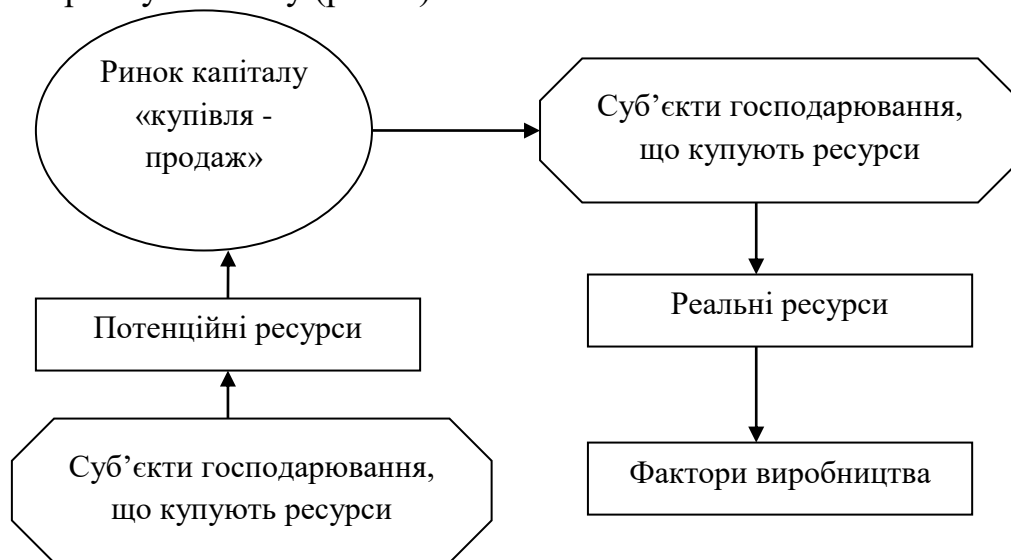 Ринок капіталу
«купівля -
продаж»
Суб’єкти господарювання,
що купують ресурси
Потенційні ресурси
Реальні ресурси
Суб’єкти господарювання,
що купують ресурси
Фактори виробництва